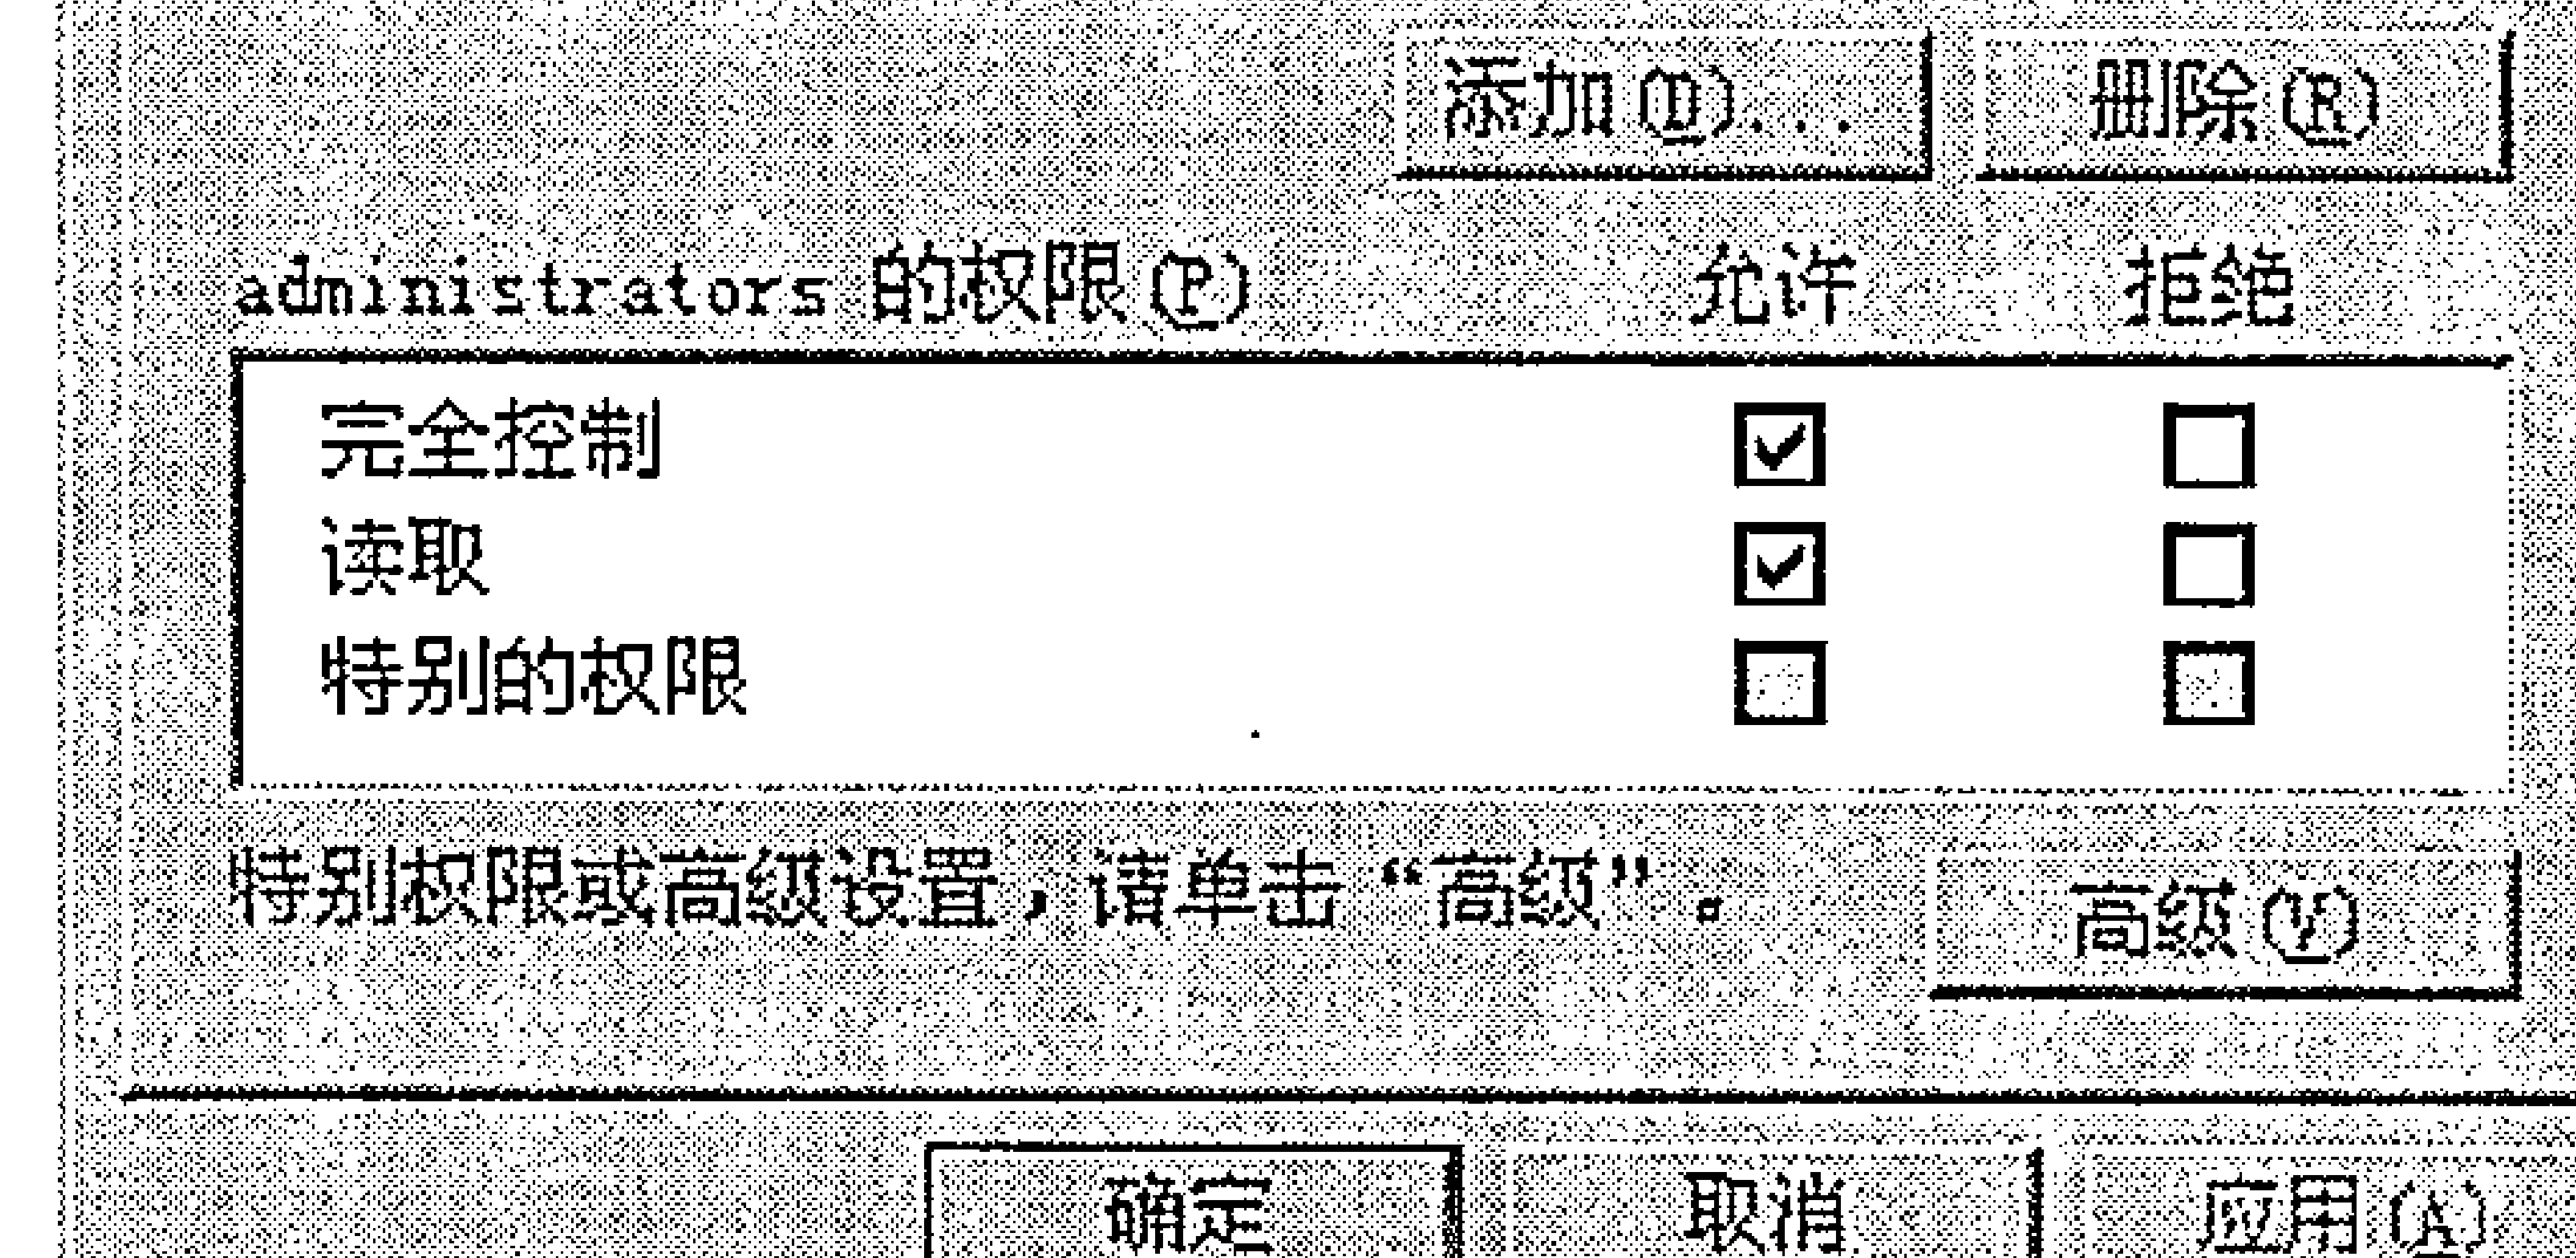 添加(D)... 删除(R)
administrators 的权限(P) 允许 拒绝
完全控制
读取
特别的权限
特别权限或高级设置，请单击“高级”。
高级(V)
确定 取消 应用(A)